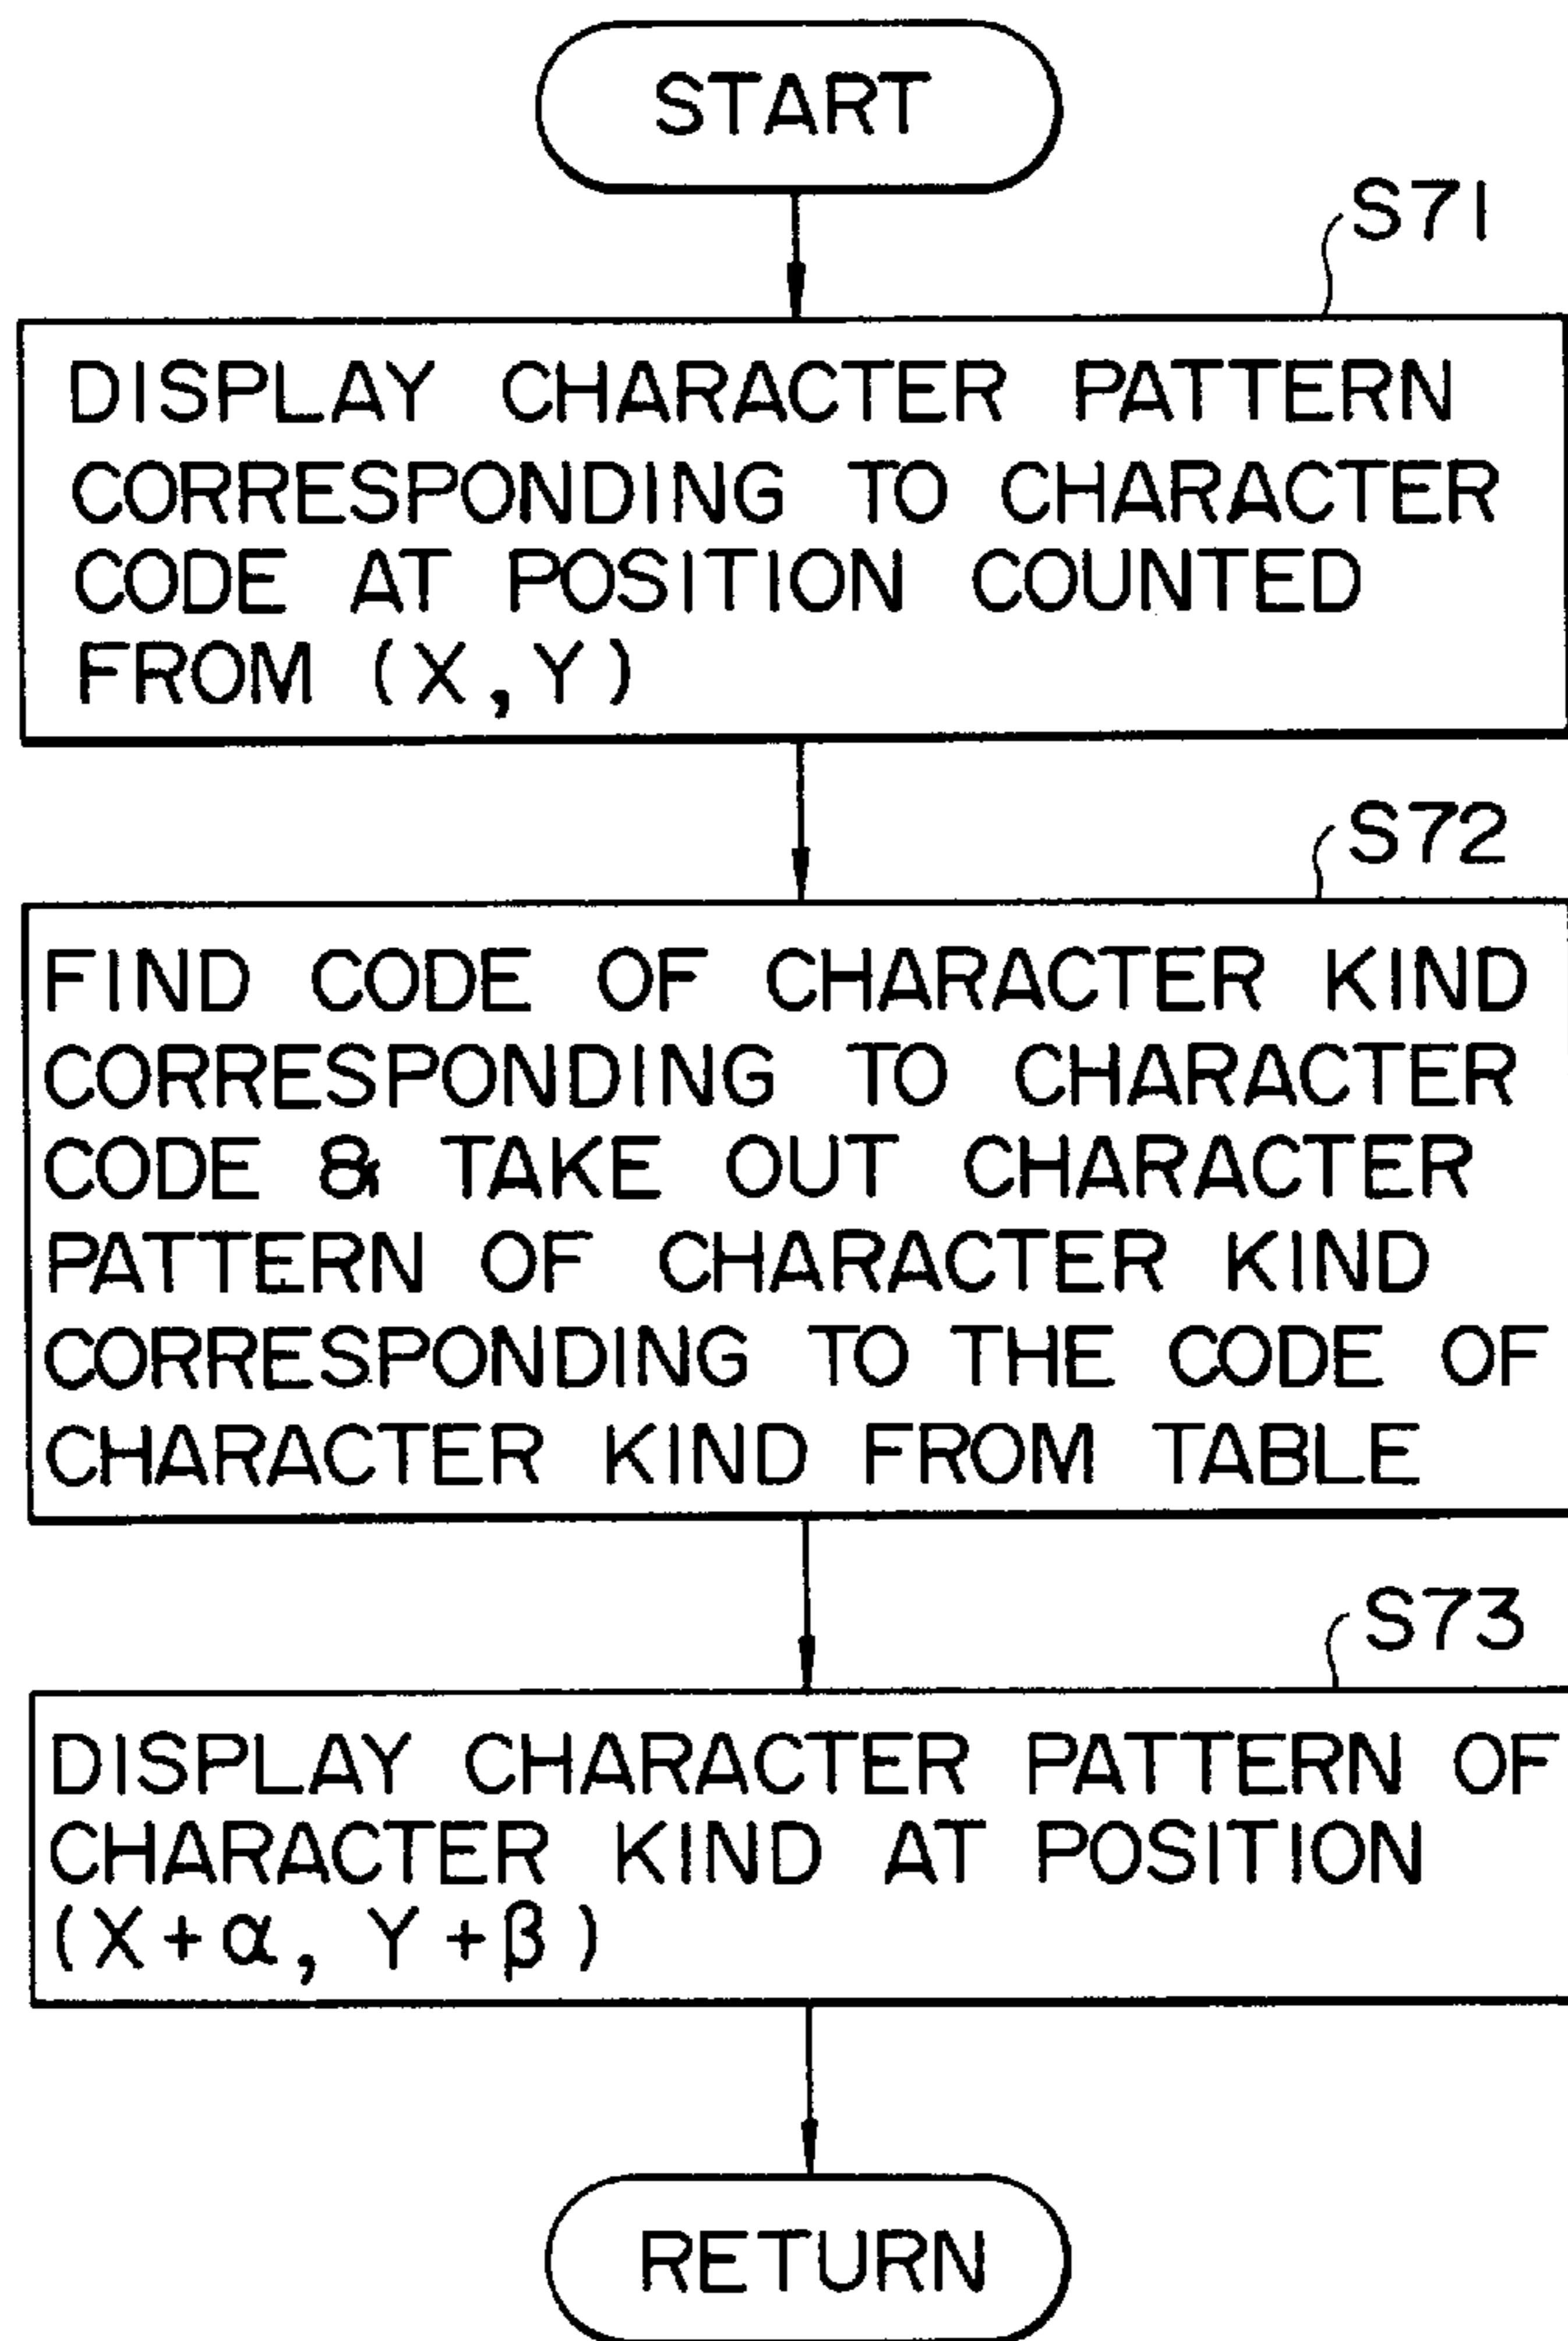 START
S71
DISPLAY CHARACTER PATTERN
CORRESPONDING TO CHARACTER
CODE AT POSITION COUNTED
FROM (X,Y)
S72
FIND CODE OF CHARACTER KIND
CORRESPONDING TO CHARACTER
CODE & TAKE OUT CHARACTER
PATTERN OF CHARACTER KIND
CORRESPONDING TO THE CODE OF
CHARACTER KIND FROM TABLE
S73
DISPLAY CHARACTER PATTERN OF
CHARACTER KIND AT POSITION
(X+α, Y+β)
RETURN